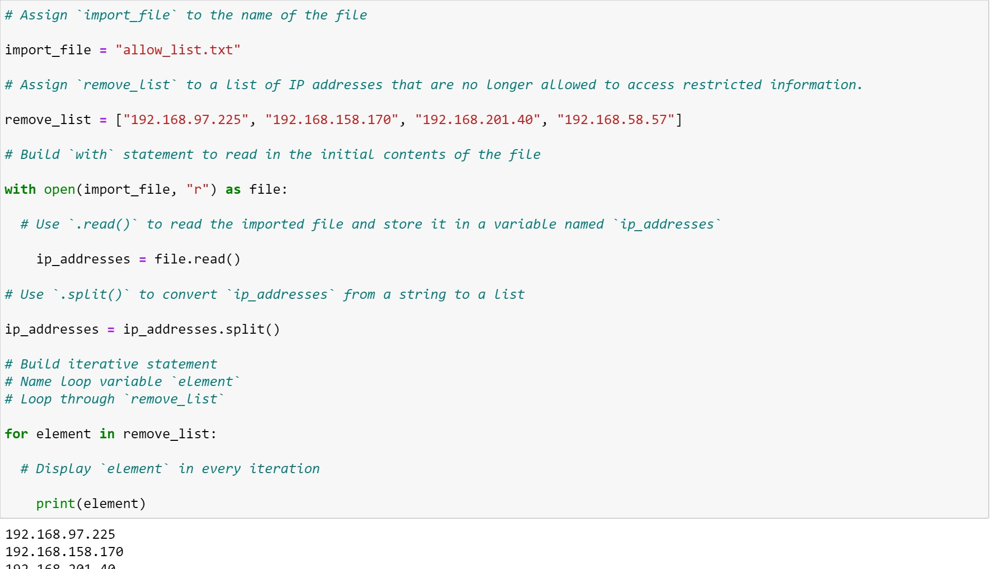 # Assign `import_file` to the name of the file
import_file = "allow_list.txt"
# Assign `remove_list` to a list of IP addresses that are no longer allowed to access restricted information.
remove_list = ["192.168.97.225", "192.168.158.170", "192.168.201.40", "192.168.58.57"]
# Build `with` statement to read in the initial contents of the file
with open(import_file, "r") as file:
# Use `.read()` to read the imported file and store it in a variable named `ip_addresses`
ip_addresses = file.read()
# Use `.split()` to convert `ip_addresses` from a string to a list
ip_addresses = ip_addresses.split()
# Build iterative statement
# Name loop variable `element`
# Loop through `remove_list`
for element in remove_list:
# Display `element` in every iteration
print(element)
192.168.97.225
192.168.158.170
192.168.201.40